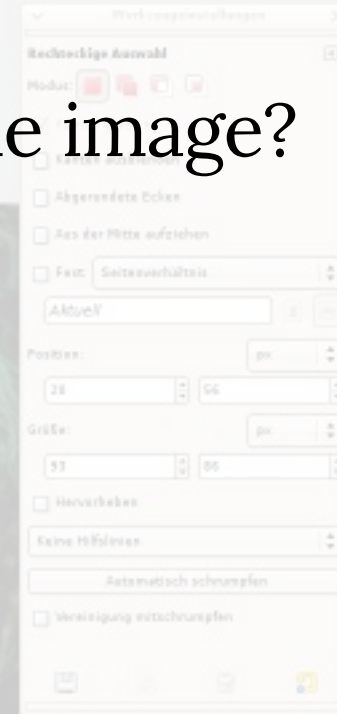 Werkzeugeinstellungen
Rechteckige Auswahl
Modus:
e image?
Kanten ausblenden
Abgerundete Ecken
Aus der Mitte aufziehen
Fest: Seitenverhältnis
Aktuell
Position: px
28 56
Größe: px
93 86
Hervorheben
Keine Hilfslinien
Automatisch schrumpfen
Vereinigung mitschrumpfen